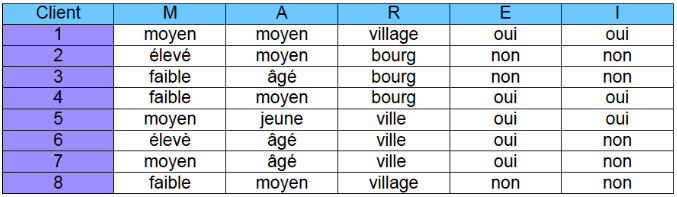 Client M A R E I
1 moyen moyen village oui oui
2 élevé moyen bourg non non
3 faible âgé bourg non non
4 faible moyen bourg oui oui
5 moyen jeune ville oui oui
6 élevè âgé ville oui non
7 moyen âgé ville oui non
8 faible moyen village non non